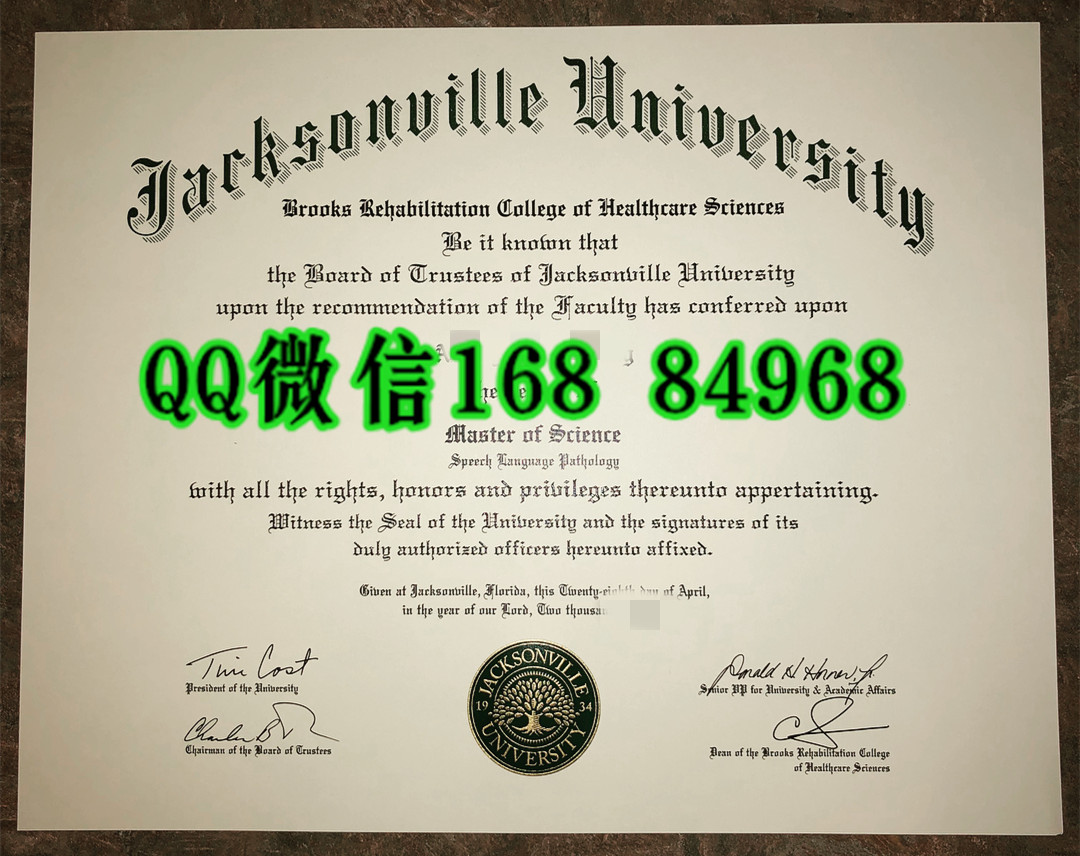 Jacksonville University
Brooks Rehabilitation College of Healthcare Sciences
Be it known that
the Board of Trustees of Jacksonville University
upon the recommendation of the Faculty has conferred upon
QQ微信168 84968
Master of Science
Speech Language Pathology
with all the rights, honors and privileges thereunto appertaining.
Witness the Seal of the University and the signatures of its
duly authorized officers hereunto affixed.
Given at Jacksonville, Florida, this Twenty-eighth day of April,
in the year of our Lord, Two
Tim Cost
President of the University
Donald H Horner, Jr.
Senior VP for University & Academic Affairs
Chairman of the Board of Trustees
Dean of the Brooks Rehabilitation College
of Healthcare Sciences
JACKSONVILLE
19 34
UNIVERSITY